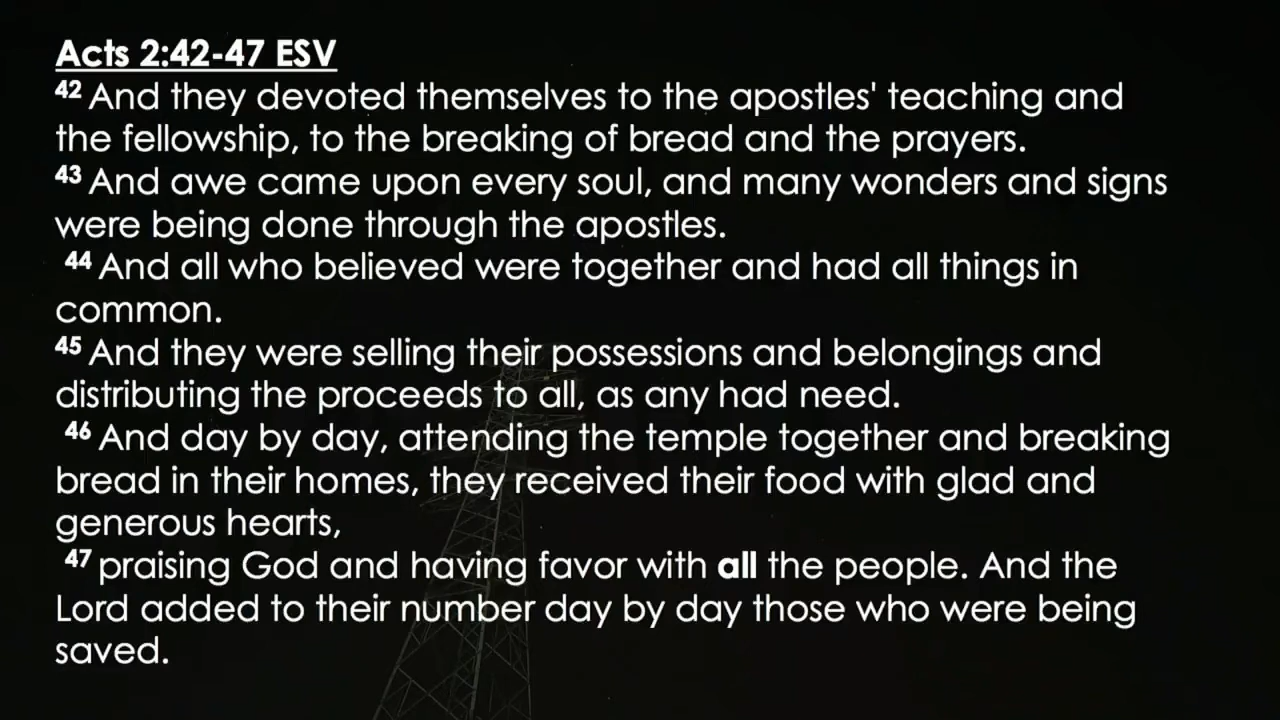 Acts 2:42-47 ESV
42 And they devoted themselves to the apostles' teaching and
the fellowship, to the breaking of bread and the prayers.
43 And awe came upon every soul, and many wonders and signs
were being done through the apostles.
44 And all who believed were together and had all things in
common.
45 And they were selling their possessions and belongings and
distributing the proceeds to all, as any had need.
46 And day by day, attending the temple together and breaking
bread in their homes, they received their food with glad and
generous hearts,
47 praising God and having favor with all the people. And the
Lord added to their number day by day those who were being
saved.